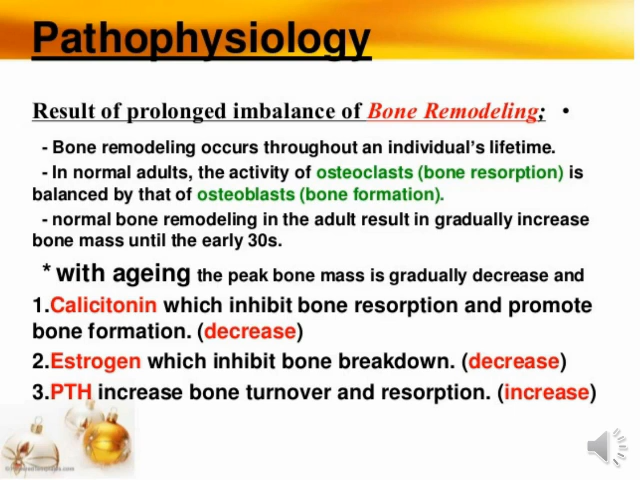 Pathophysiology
Result of prolonged imbalance of Bone Remodeling; •
- Bone remodeling occurs throughout an individual's lifetime.
- In normal adults, the activity of osteoclasts (bone resorption) is
balanced by that of osteoblasts (bone formation).
- normal bone remodeling in the adult result in gradually increase
bone mass until the early 30s.
* with ageing the peak bone mass is gradually decrease and
1.Calicitonin which inhibit bone resorption and promote
bone formation. (decrease)
2.Estrogen which inhibit bone breakdown. (decrease)
3.PTH increase bone turnover and resorption. (increase)